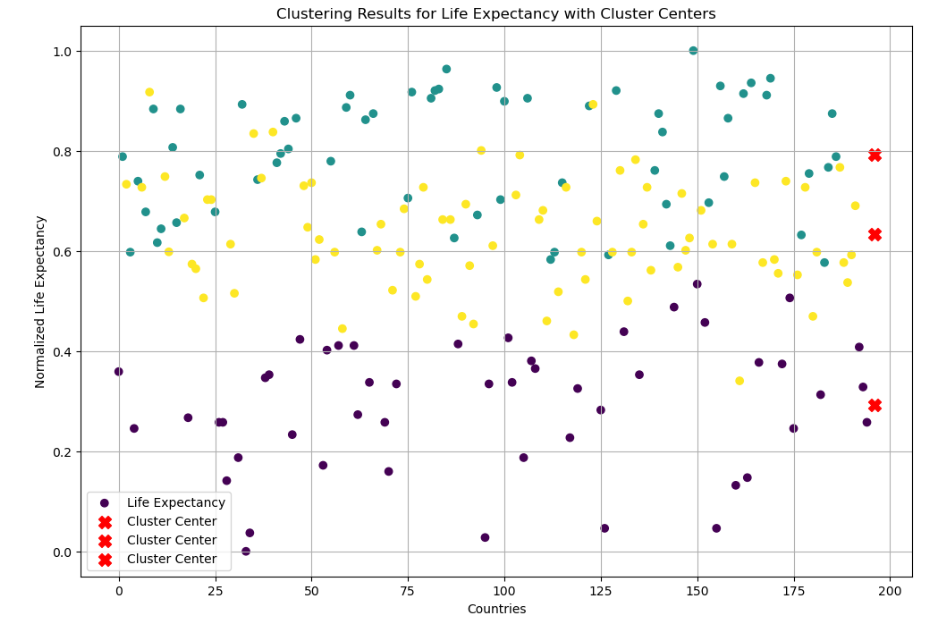 Clustering Results for Life Expectancy with Cluster Centers
Normalized Life Expectancy
1.0
0.8
0.6
0.4
0.2
0.0
Life Expectancy
Cluster Center
Cluster Center
Cluster Center
0 25 50 75 100 125 150 175 200
Countries